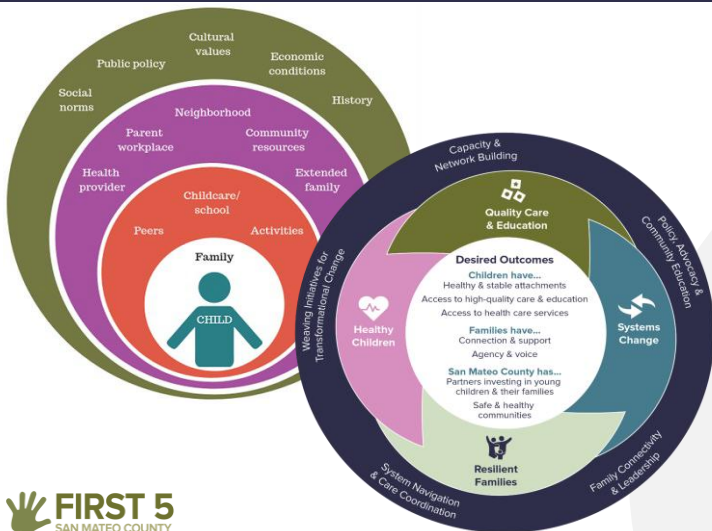 Cultural
values
Public policy
Economic
conditions
Social
norms
History
Neighborhood
Parent
workplace
Community
resources
Health
provider
Extended
family
Childcare/
school
Peers
Activities
Family
CHILD
Capacity &
Network Building
Policy, Advocacy &
Community Education
Family Connectivity
& Leadership
System Navigation
& Care Coordination
Weaving Initiatives for
Transformational Change
Quality Care
& Education
Systems
Change
Resilient
Families
Healthy
Children
Desired Outcomes
Children have...
Healthy & stable attachments
Access to high-quality care & education
Access to health care services
Families have...
Connection & support
Agency & voice
San Mateo County has...
Partners investing in young
children & their families
Safe & healthy
communities
FIRST 5
SAN MATEO COUNTY